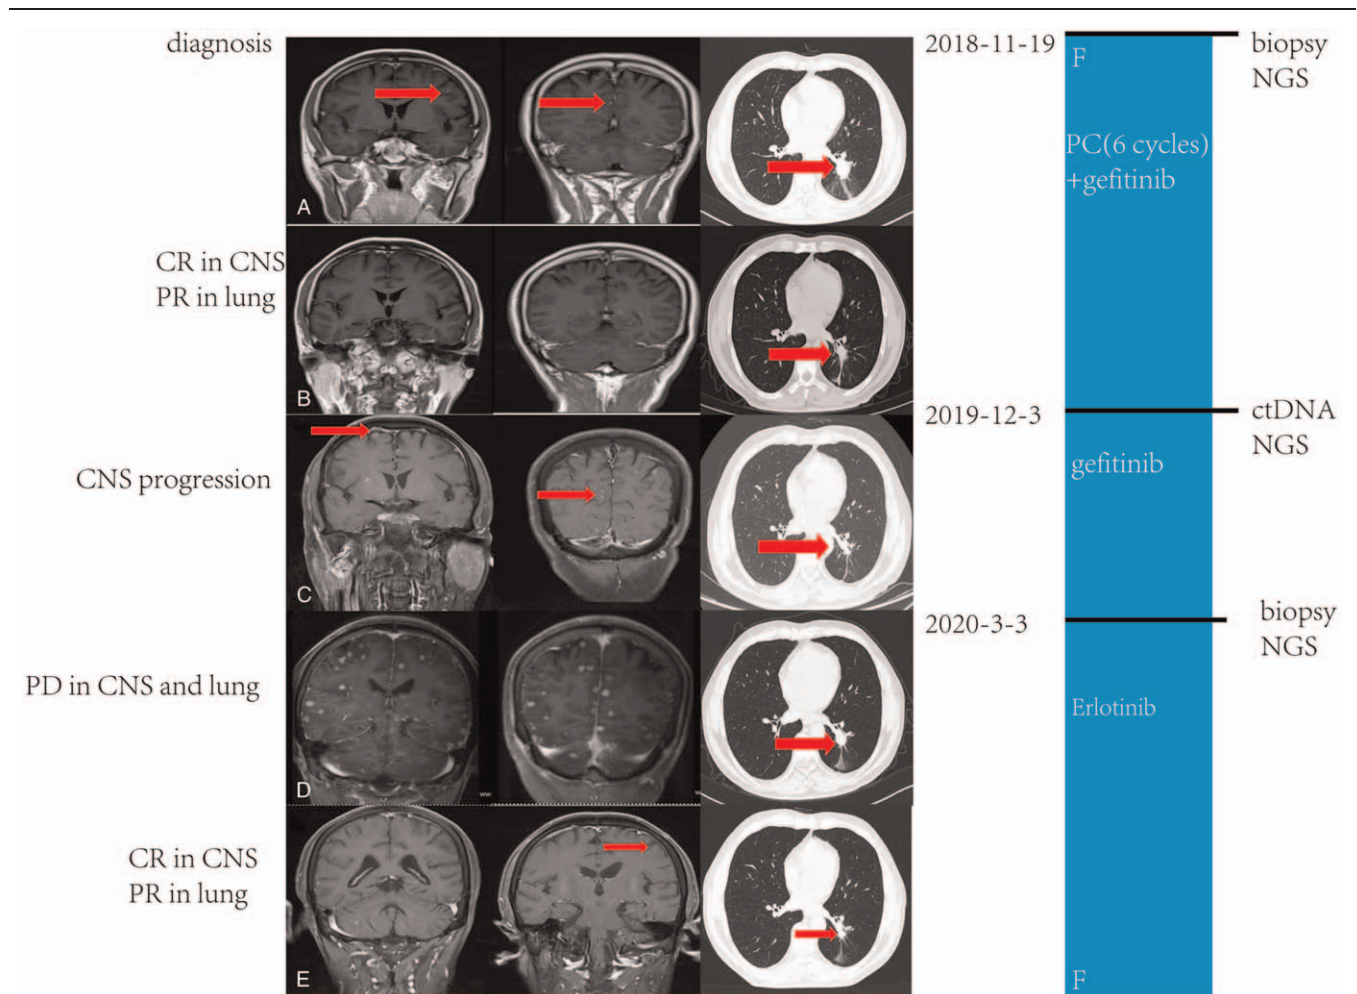 diagnosis
2018-11-19
F
biopsy
NGS
PC(6 cycles)
+gefitinib
A
CR in CNS
PR in lung
B
2019-12-3
ctDNA
NGS
gefitinib
CNS progression
C
2020-3-3
biopsy
NGS
PD in CNS and lung
Erlotinib
D
CR in CNS
PR in lung
E
F